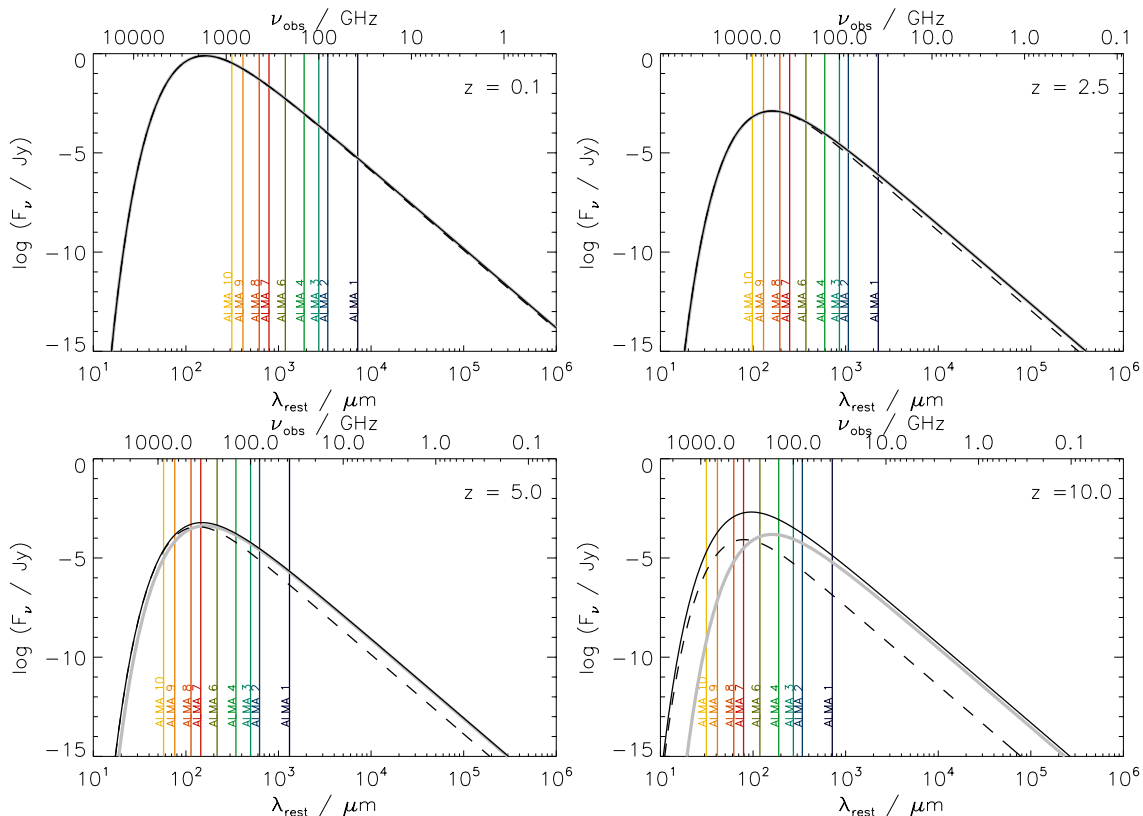 ν_obs / GHz
10000 1000 100 10 1
0
z = 0.1
-5
log (F_ν / Jy)
-10
ALMA 10 ALMA 9 ALMA 8 ALMA 7 ALMA 6 ALMA 4 ALMA 3 ALMA 2 ALMA 1
-15
10^1 10^2 10^3 10^4 10^5 10^6
λ_rest / μm
ν_obs / GHz
1000.0 100.0 10.0 1.0 0.1
0
z = 2.5
-5
log (F_ν / Jy)
-10
ALMA 10 ALMA 9 ALMA 8 ALMA 7 ALMA 6 ALMA 4 ALMA 3 ALMA 2 ALMA 1
-15
10^1 10^2 10^3 10^4 10^5 10^6
λ_rest / μm
ν_obs / GHz
1000.0 100.0 10.0 1.0 0.1
0
z = 5.0
-5
log (F_ν / Jy)
-10
ALMA 10 ALMA 9 ALMA 8 ALMA 7 ALMA 6 ALMA 4 ALMA 3 ALMA 2 ALMA 1
-15
10^1 10^2 10^3 10^4 10^5 10^6
λ_rest / μm
ν_obs / GHz
1000.0 100.0 10.0 1.0 0.1
0
z =10.0
-5
log (F_ν / Jy)
-10
ALMA 10 ALMA 9 ALMA 8 ALMA 7 ALMA 6 ALMA 4 ALMA 3 ALMA 2 ALMA 1
-15
10^1 10^2 10^3 10^4 10^5 10^6
λ_rest / μm